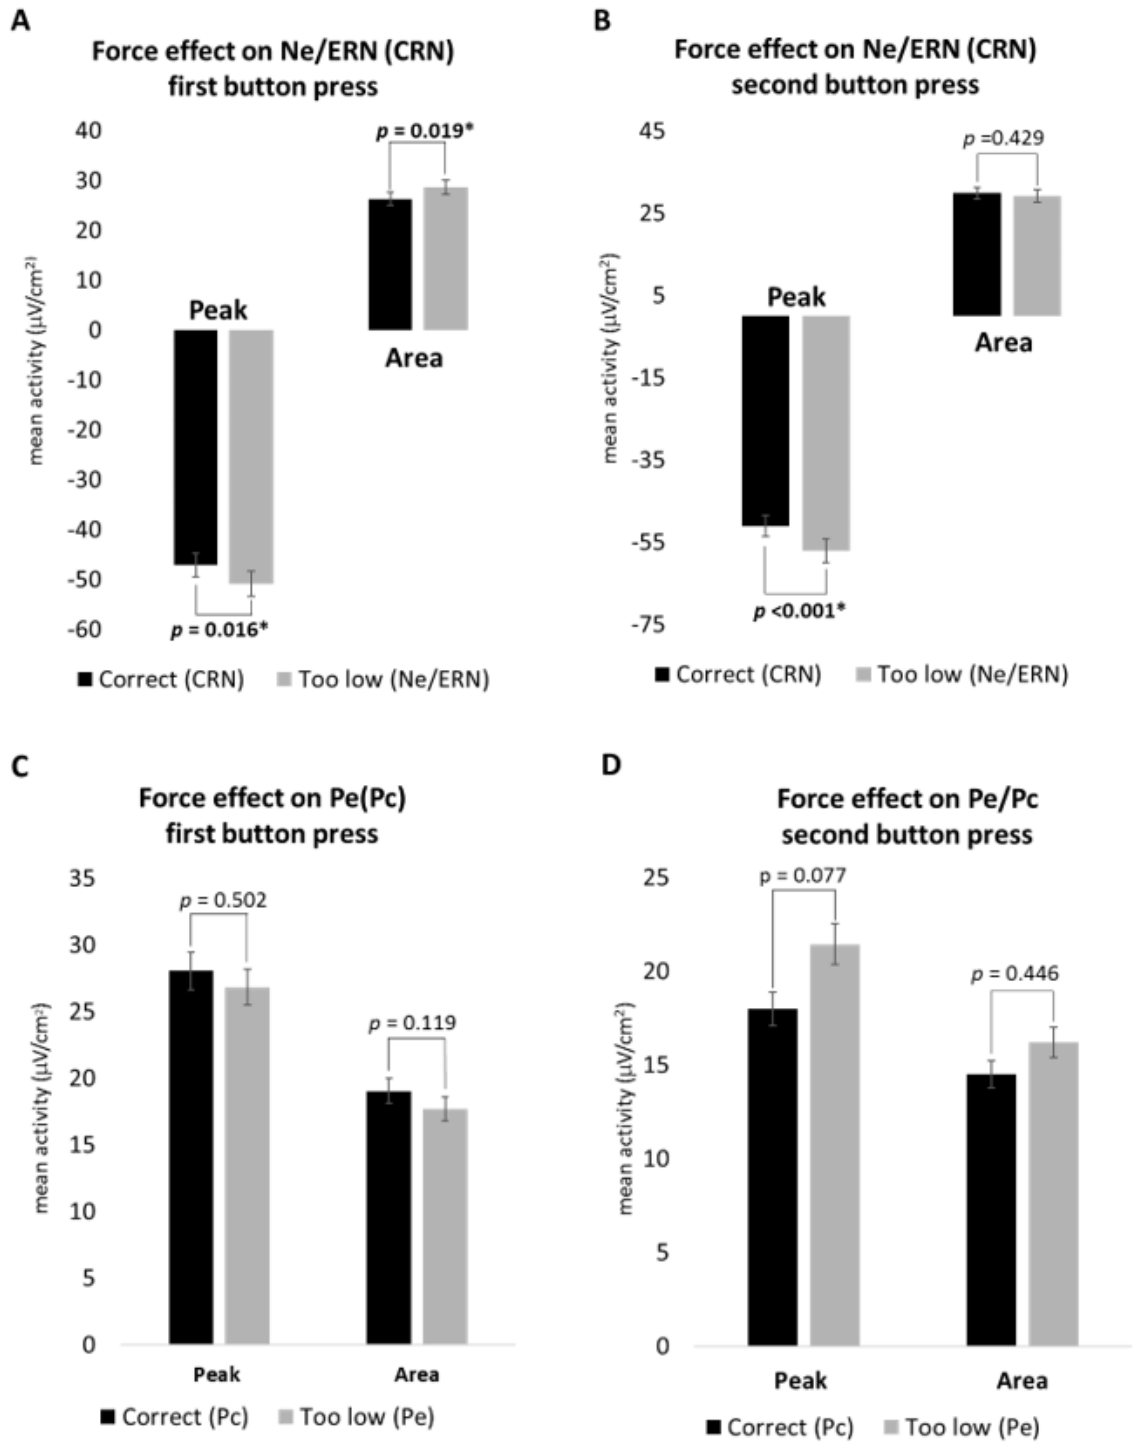 A
Force effect on Ne/ERN (CRN)
first button press
40
30
20
10
0
-10
-20
-30
-40
-50
-60
mean activity (µV/cm²)
p = 0.019*
Peak
Area
p = 0.016*
Correct (CRN)
Too low (Ne/ERN)
B
Force effect on Ne/ERN (CRN)
second button press
45
25
5
-15
-35
-55
-75
mean activity (µV/cm²)
p =0.429
Peak
Area
p <0.001*
Correct (CRN)
Too low (Ne/ERN)
C
Force effect on Pe(Pc)
first button press
35
30
25
20
15
10
5
0
mean activity (µV/cm²)
p = 0.502
p = 0.119
Peak
Area
Correct (Pc)
Too low (Pe)
D
Force effect on Pe/Pc
second button press
25
20
15
10
5
0
mean activity (µV/cm²)
p = 0.077
p = 0.446
Peak
Area
Correct (Pc)
Too low (Pe)